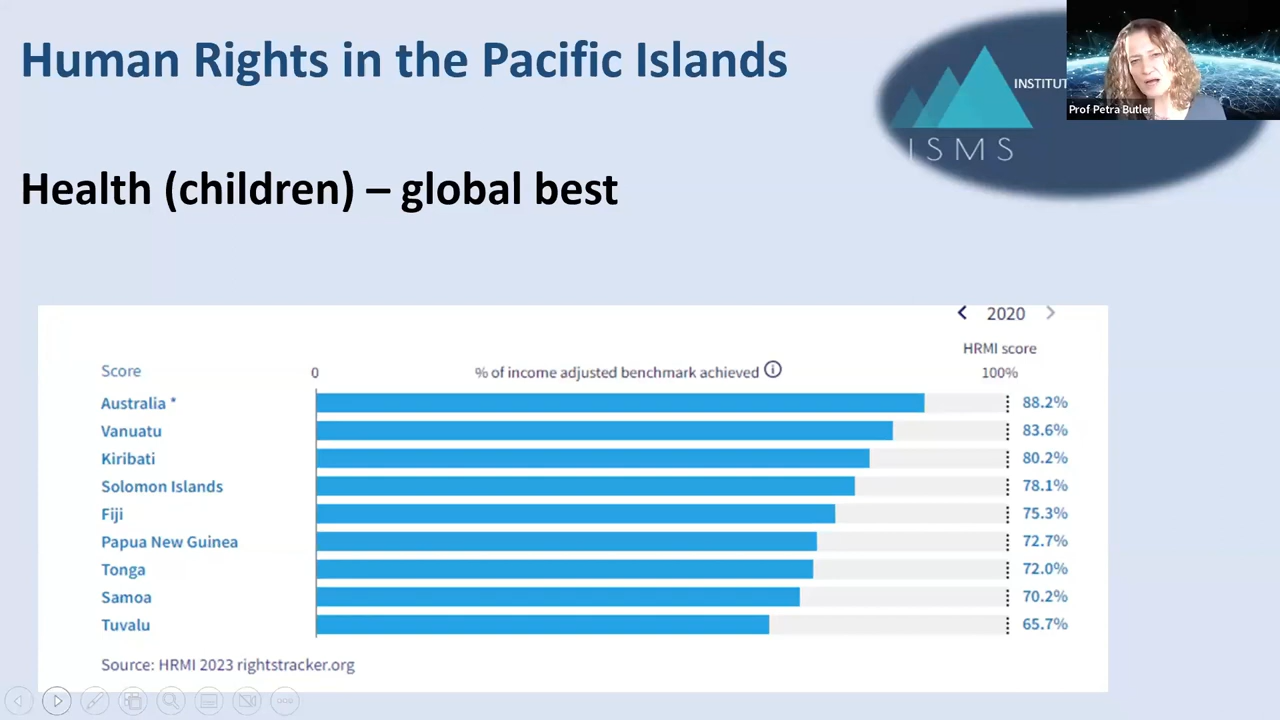 Human Rights in the Pacific Islands
INSTITUT
Prof Petra Butler
ISMS
Health (children) – global best
2020
HRMI score
Score 0 % of income adjusted benchmark achieved 100%
Australia * 88.2%
Vanuatu 83.6%
Kiribati 80.2%
Solomon Islands 78.1%
Fiji 75.3%
Papua New Guinea 72.7%
Tonga 72.0%
Samoa 70.2%
Tuvalu 65.7%
Source: HRMI 2023 rightstracker.org